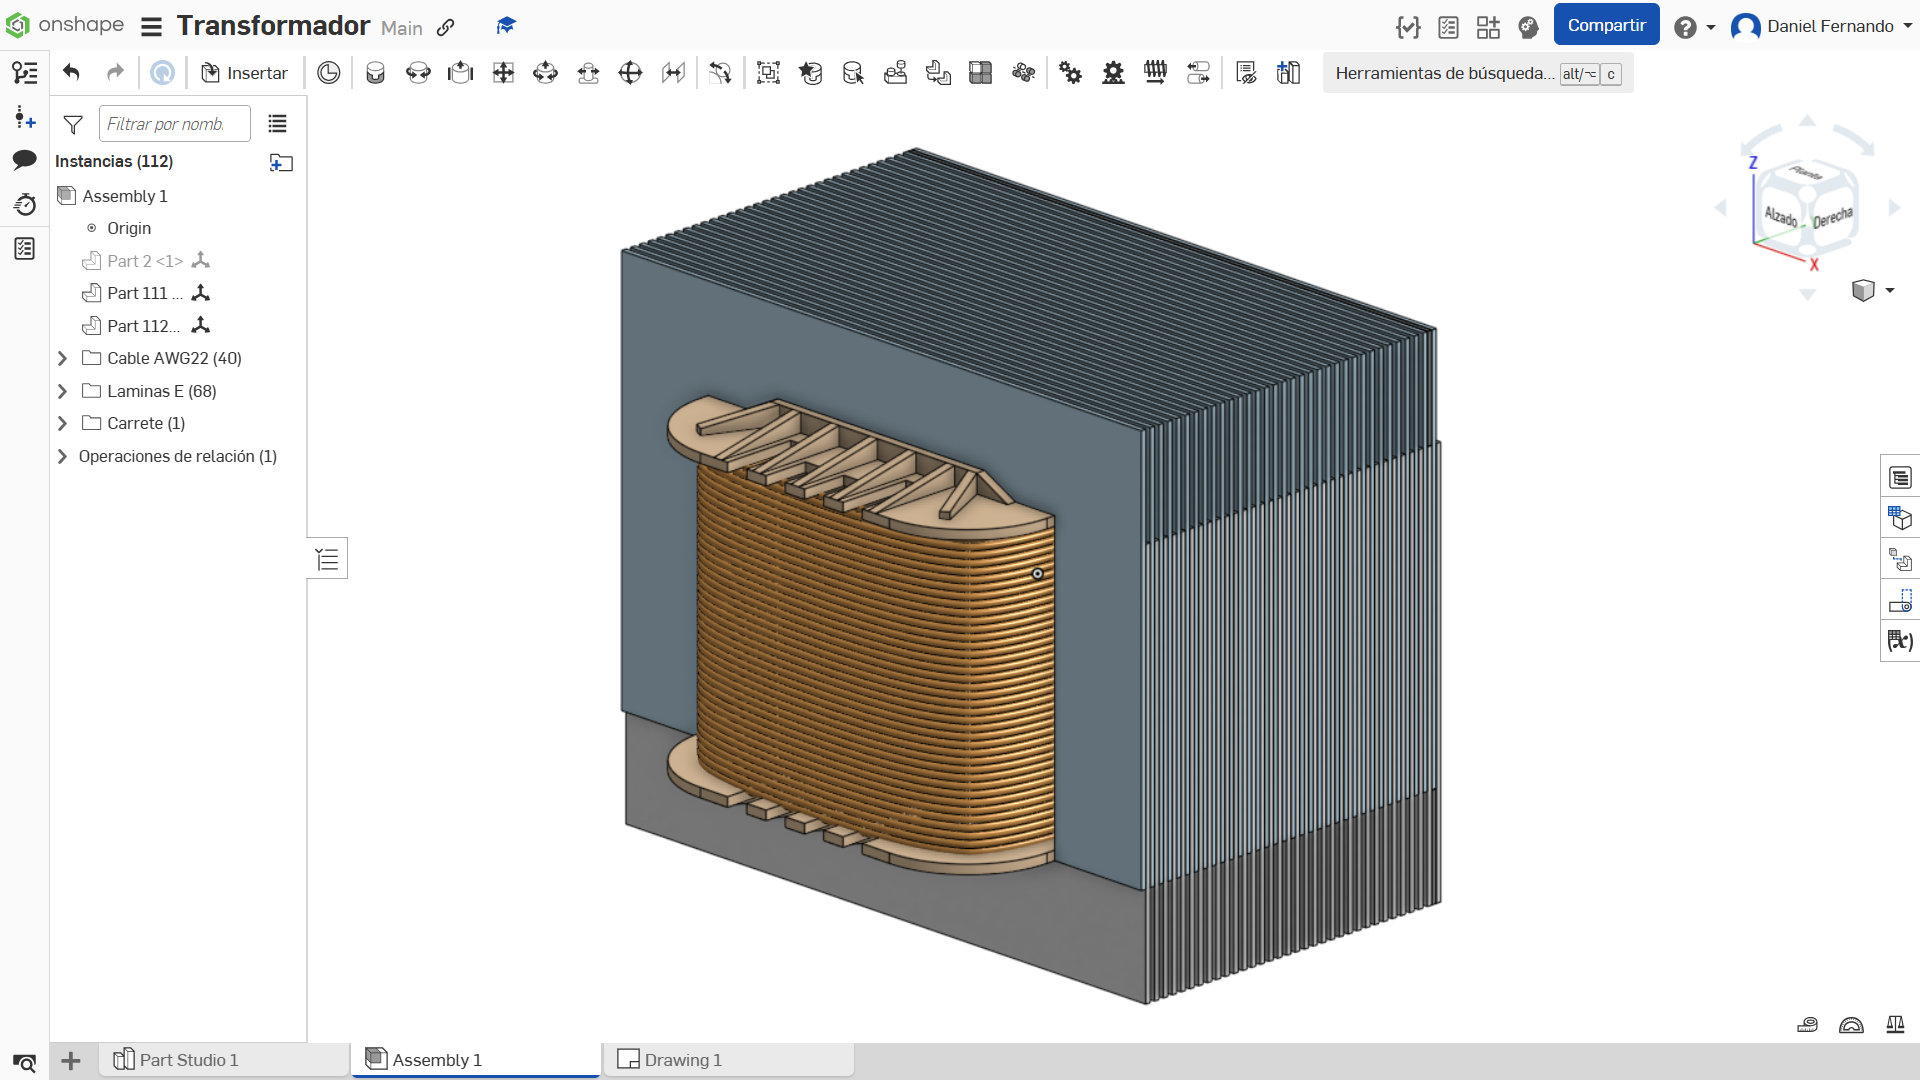 onshape
Transformador Main
Compartir
Daniel Fernando
Insertar
Herramientas de búsqueda... alt/⌥ c
Filtrar por nomb.
Instancias (112)
Assembly 1
Origin
Part 2 <1>
Part 111 ...
Part 112...
Cable AWG22 (40)
Laminas E (68)
Carrete (1)
Operaciones de relación (1)
Z
Planta
Alzado
Derecha
X
Part Studio 1
Assembly 1
Drawing 1